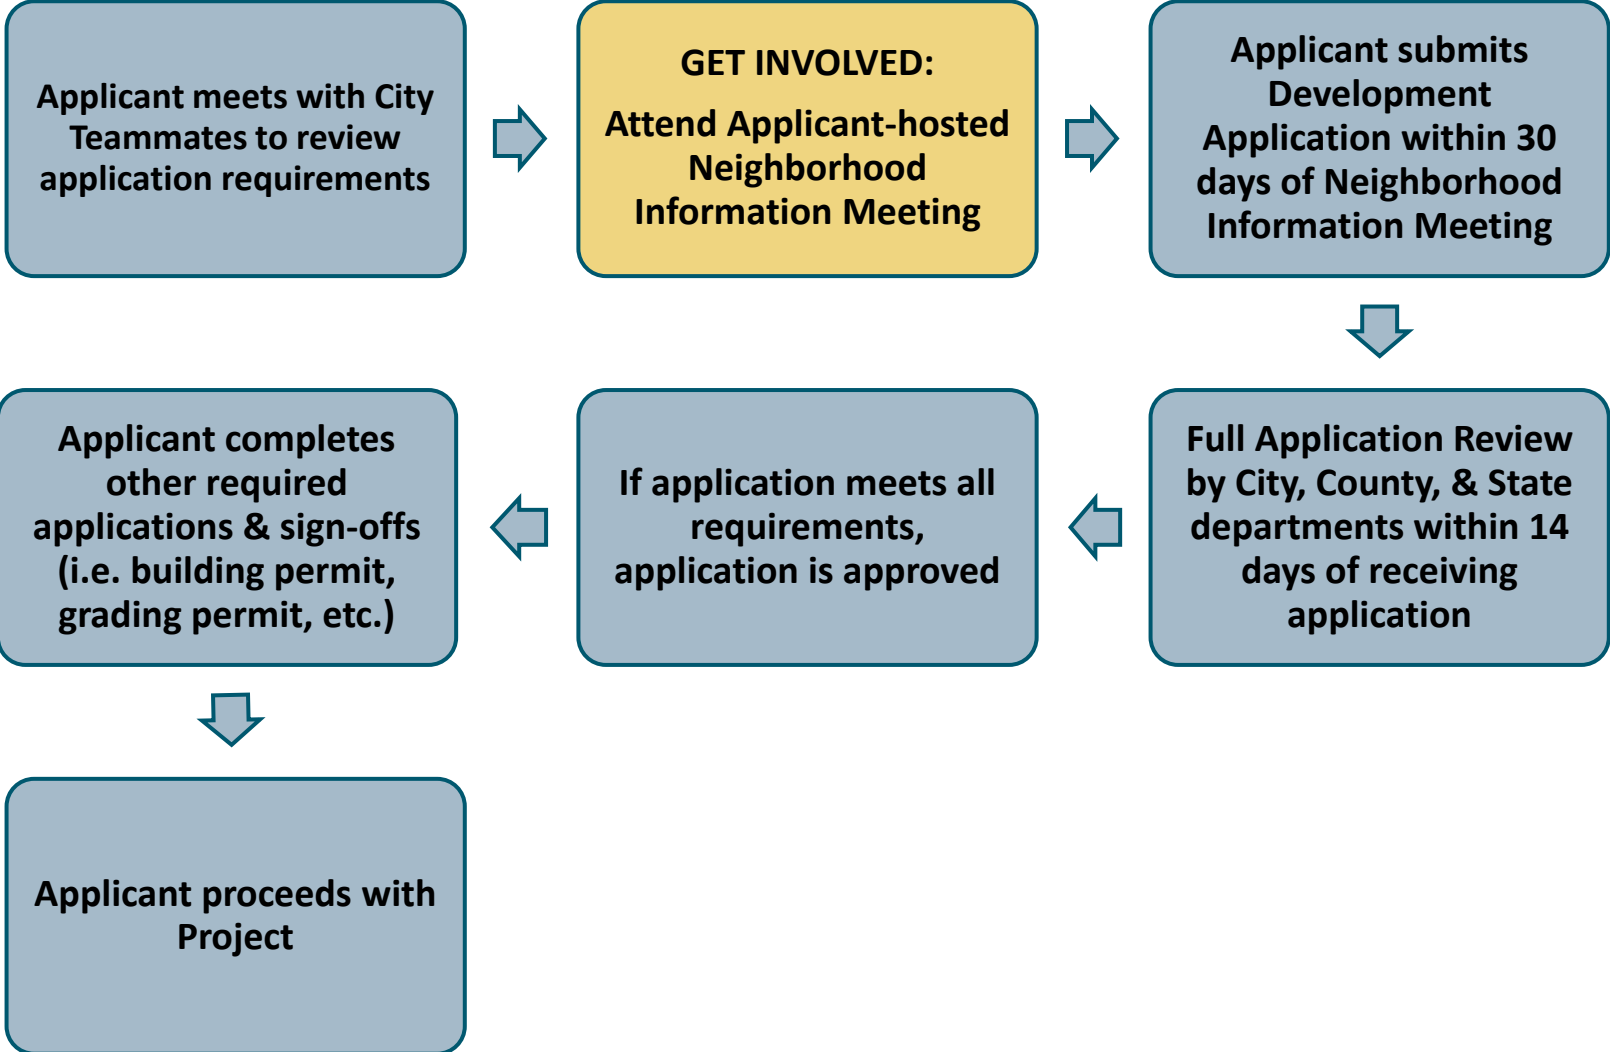 Applicant meets with City
Teammates to review
application requirements
GET INVOLVED:
Attend Applicant-hosted
Neighborhood
Information Meeting
Applicant submits
Development
Application within 30
days of Neighborhood
Information Meeting
Full Application Review
by City, County, & State
departments within 14
days of receiving
application
If application meets all
requirements,
application is approved
Applicant completes
other required
applications & sign-offs
(i.e. building permit,
grading permit, etc.)
Applicant proceeds with
Project